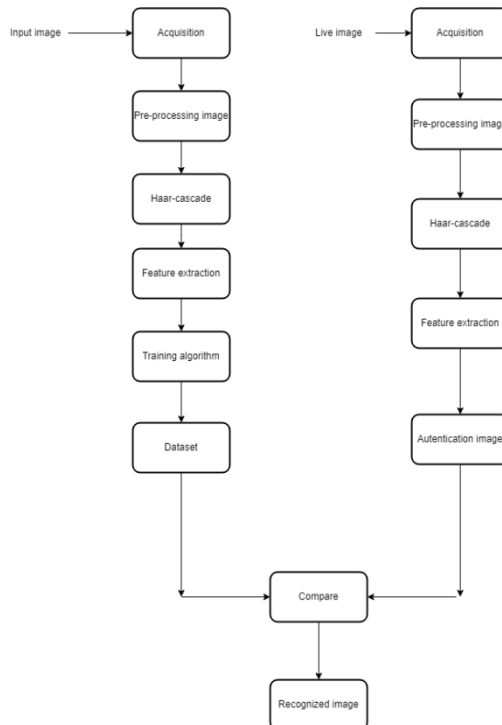 Input image
Acquisition
Live image
Acquisition
Pre-processing image
Pre-processing image
Haar-cascade
Haar-cascade
Feature extraction
Feature extraction
Training algorithm
Autentication image
Dataset
Compare
Recognized image